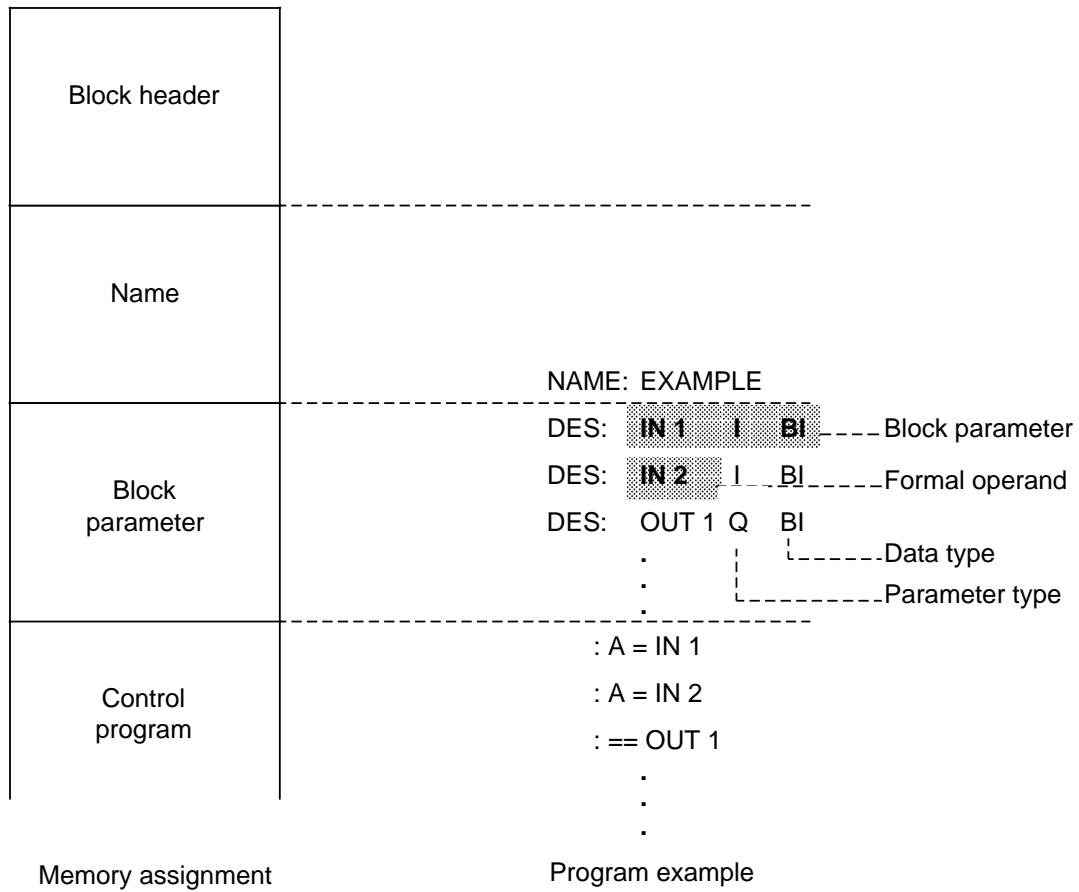 Block header
Name
NAME: EXAMPLE
DES: IN 1 I BI Block parameter
DES: IN 2 I BI Formal operand
Block
parameter
DES: OUT 1 Q BI
.
Data type
.
Parameter type
.
: A = IN 1
: A = IN 2
Control
program
: == OUT 1
.
.
.
Memory assignment
Program example